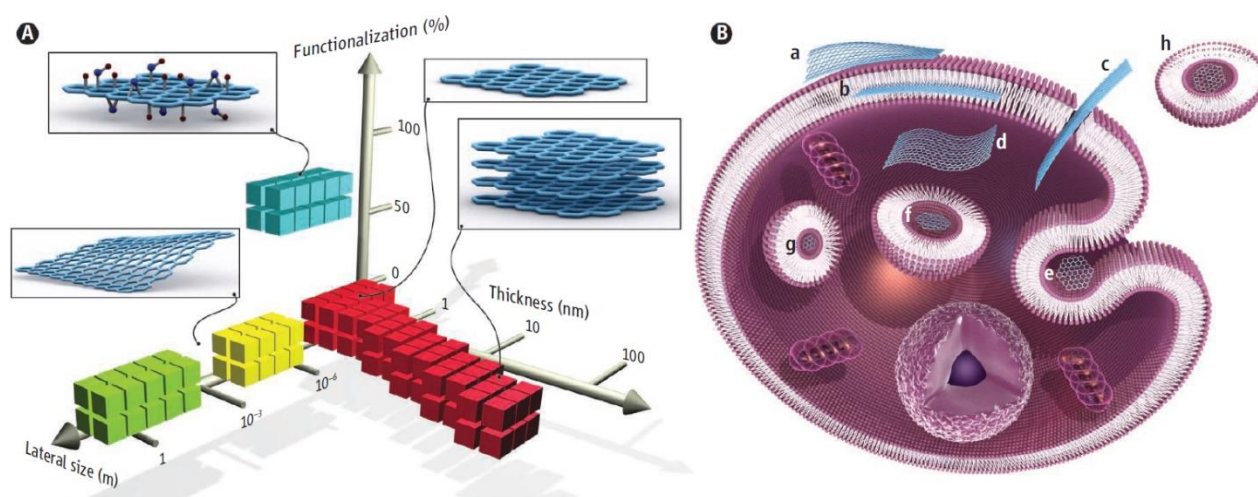 A
Functionalization (%)
100
50
0
1
Thickness (nm)
10
100
10⁻⁶
10⁻³
1
Lateral size (m)
B
a
b
c
d
e
f
g
h